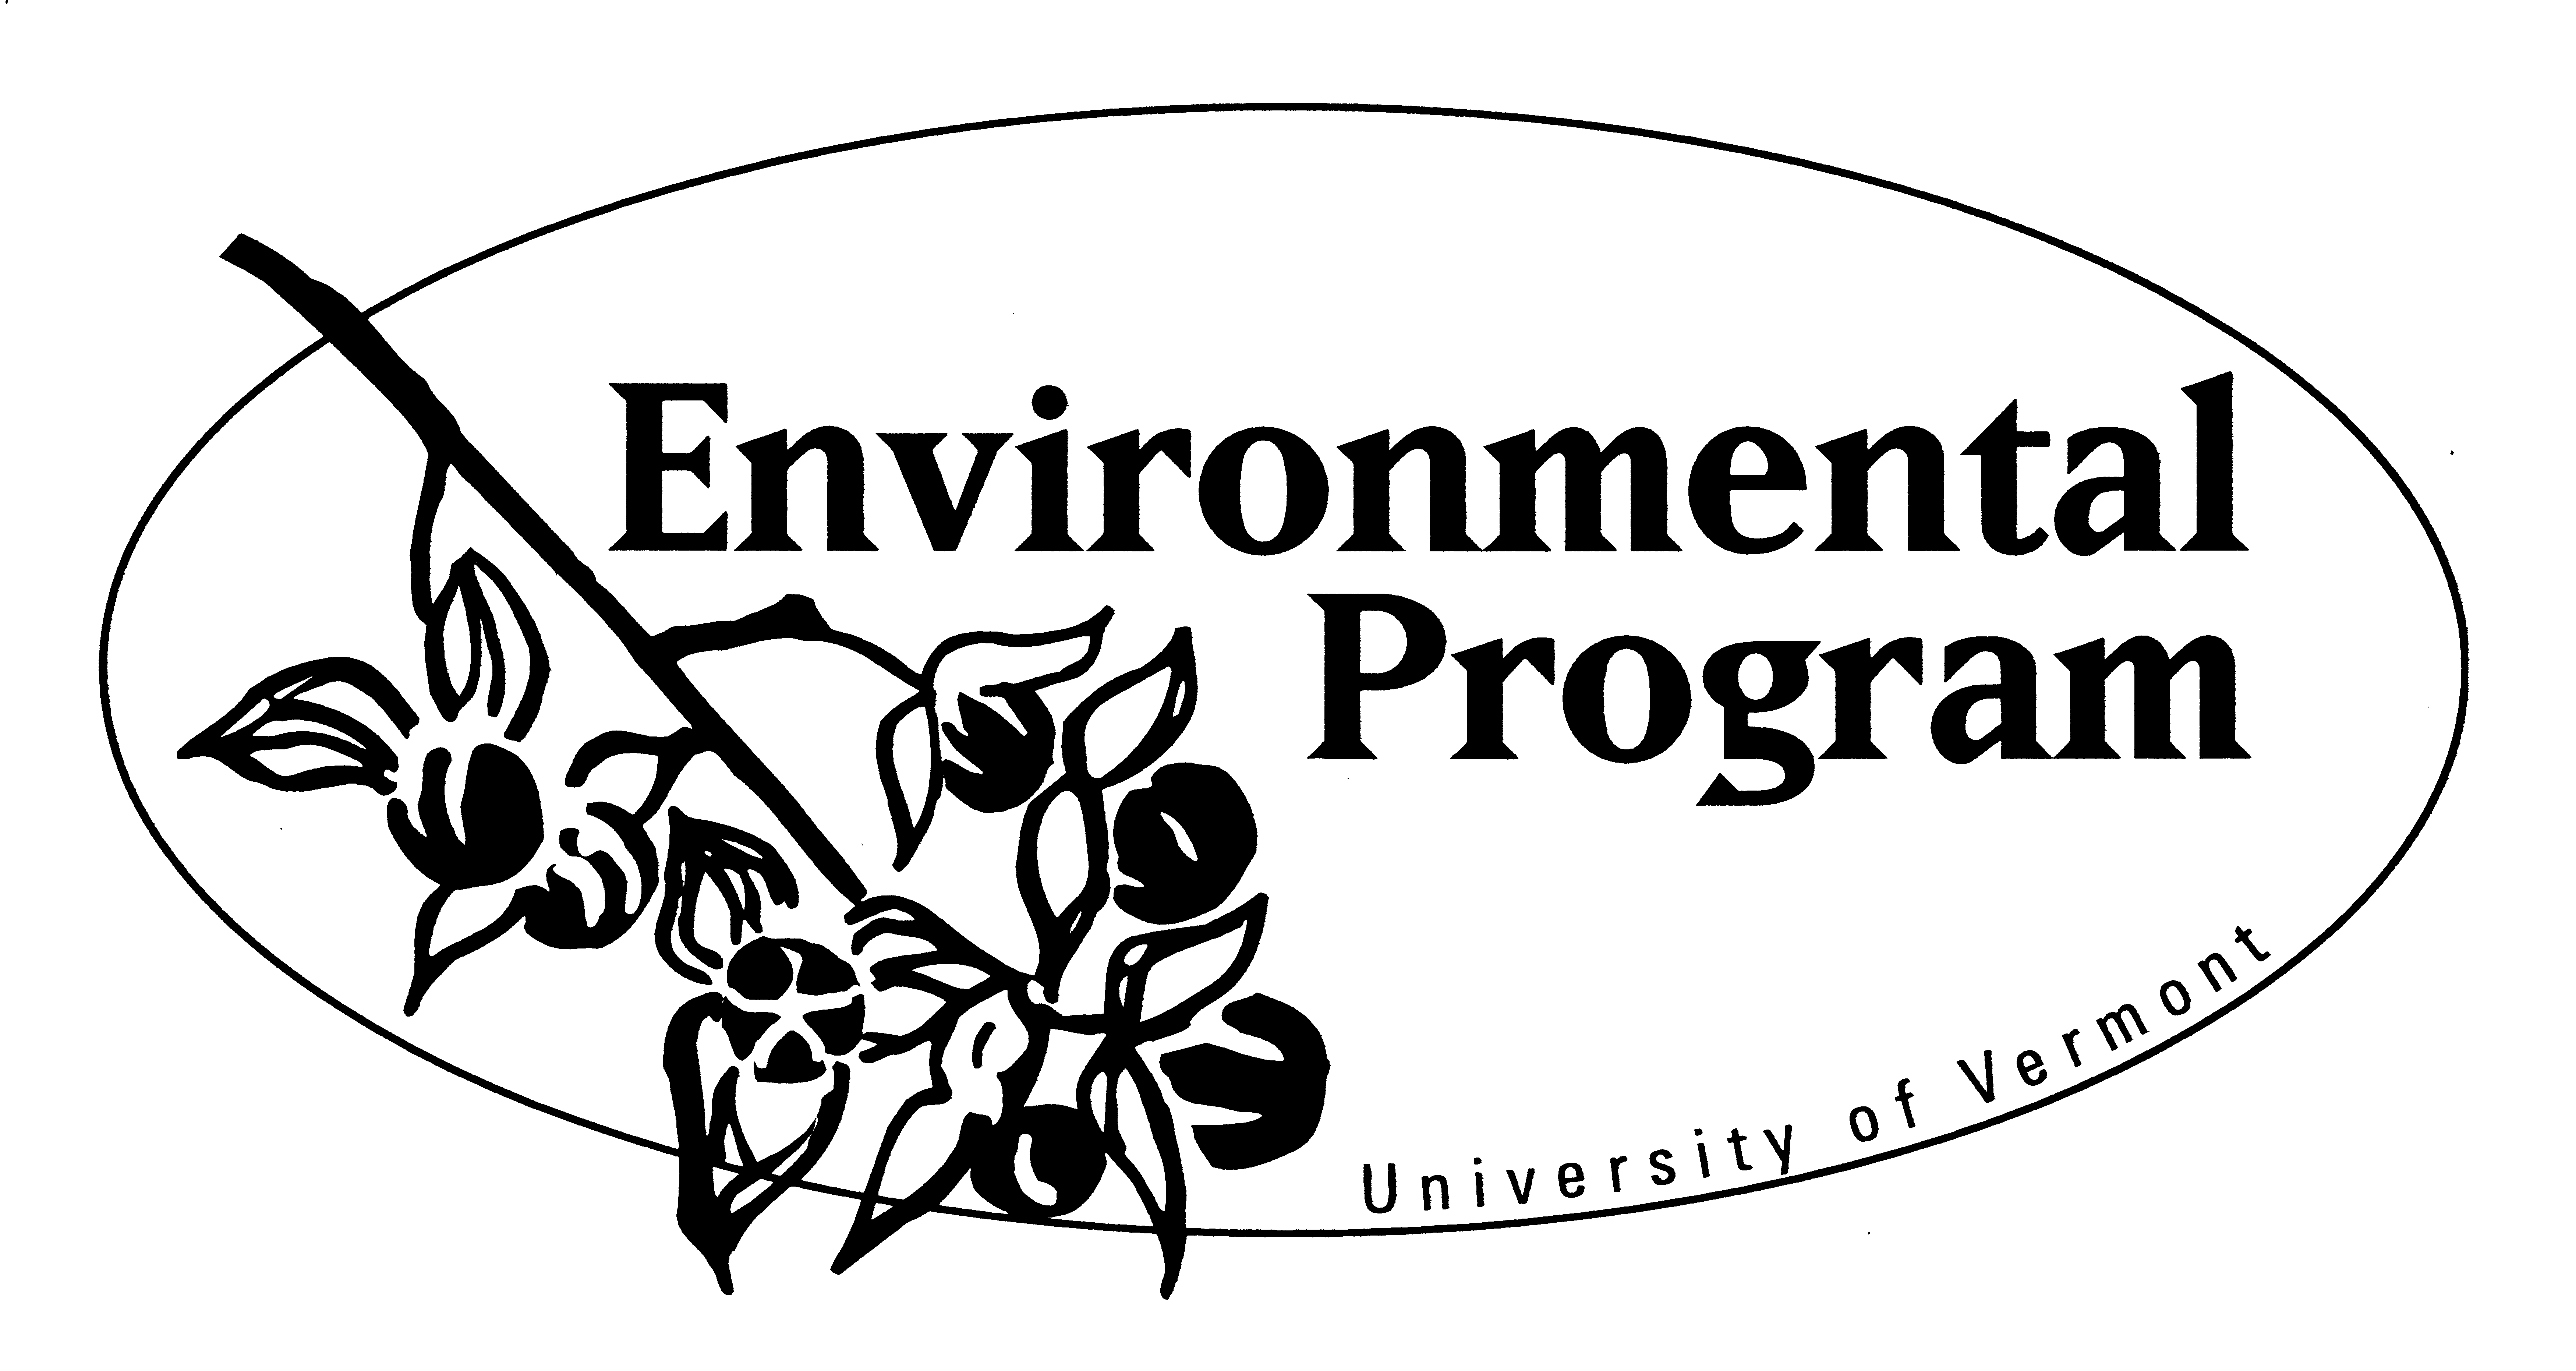 Environmental
Program
University of Vermont